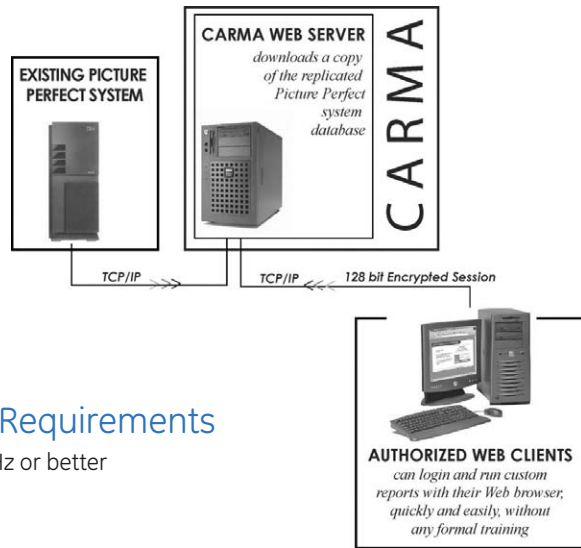 EXISTING PICTURE
PERFECT SYSTEM
CARMA WEB SERVER
downloads a copy
of the replicated
Picture Perfect
system
database
CARMA
TCP/IP
TCP/IP
128 bit Encrypted Session
Requirements
or better
AUTHORIZED WEB CLIENTS
can login and run custom
reports with their Web browser,
quickly and easily, without
any formal training